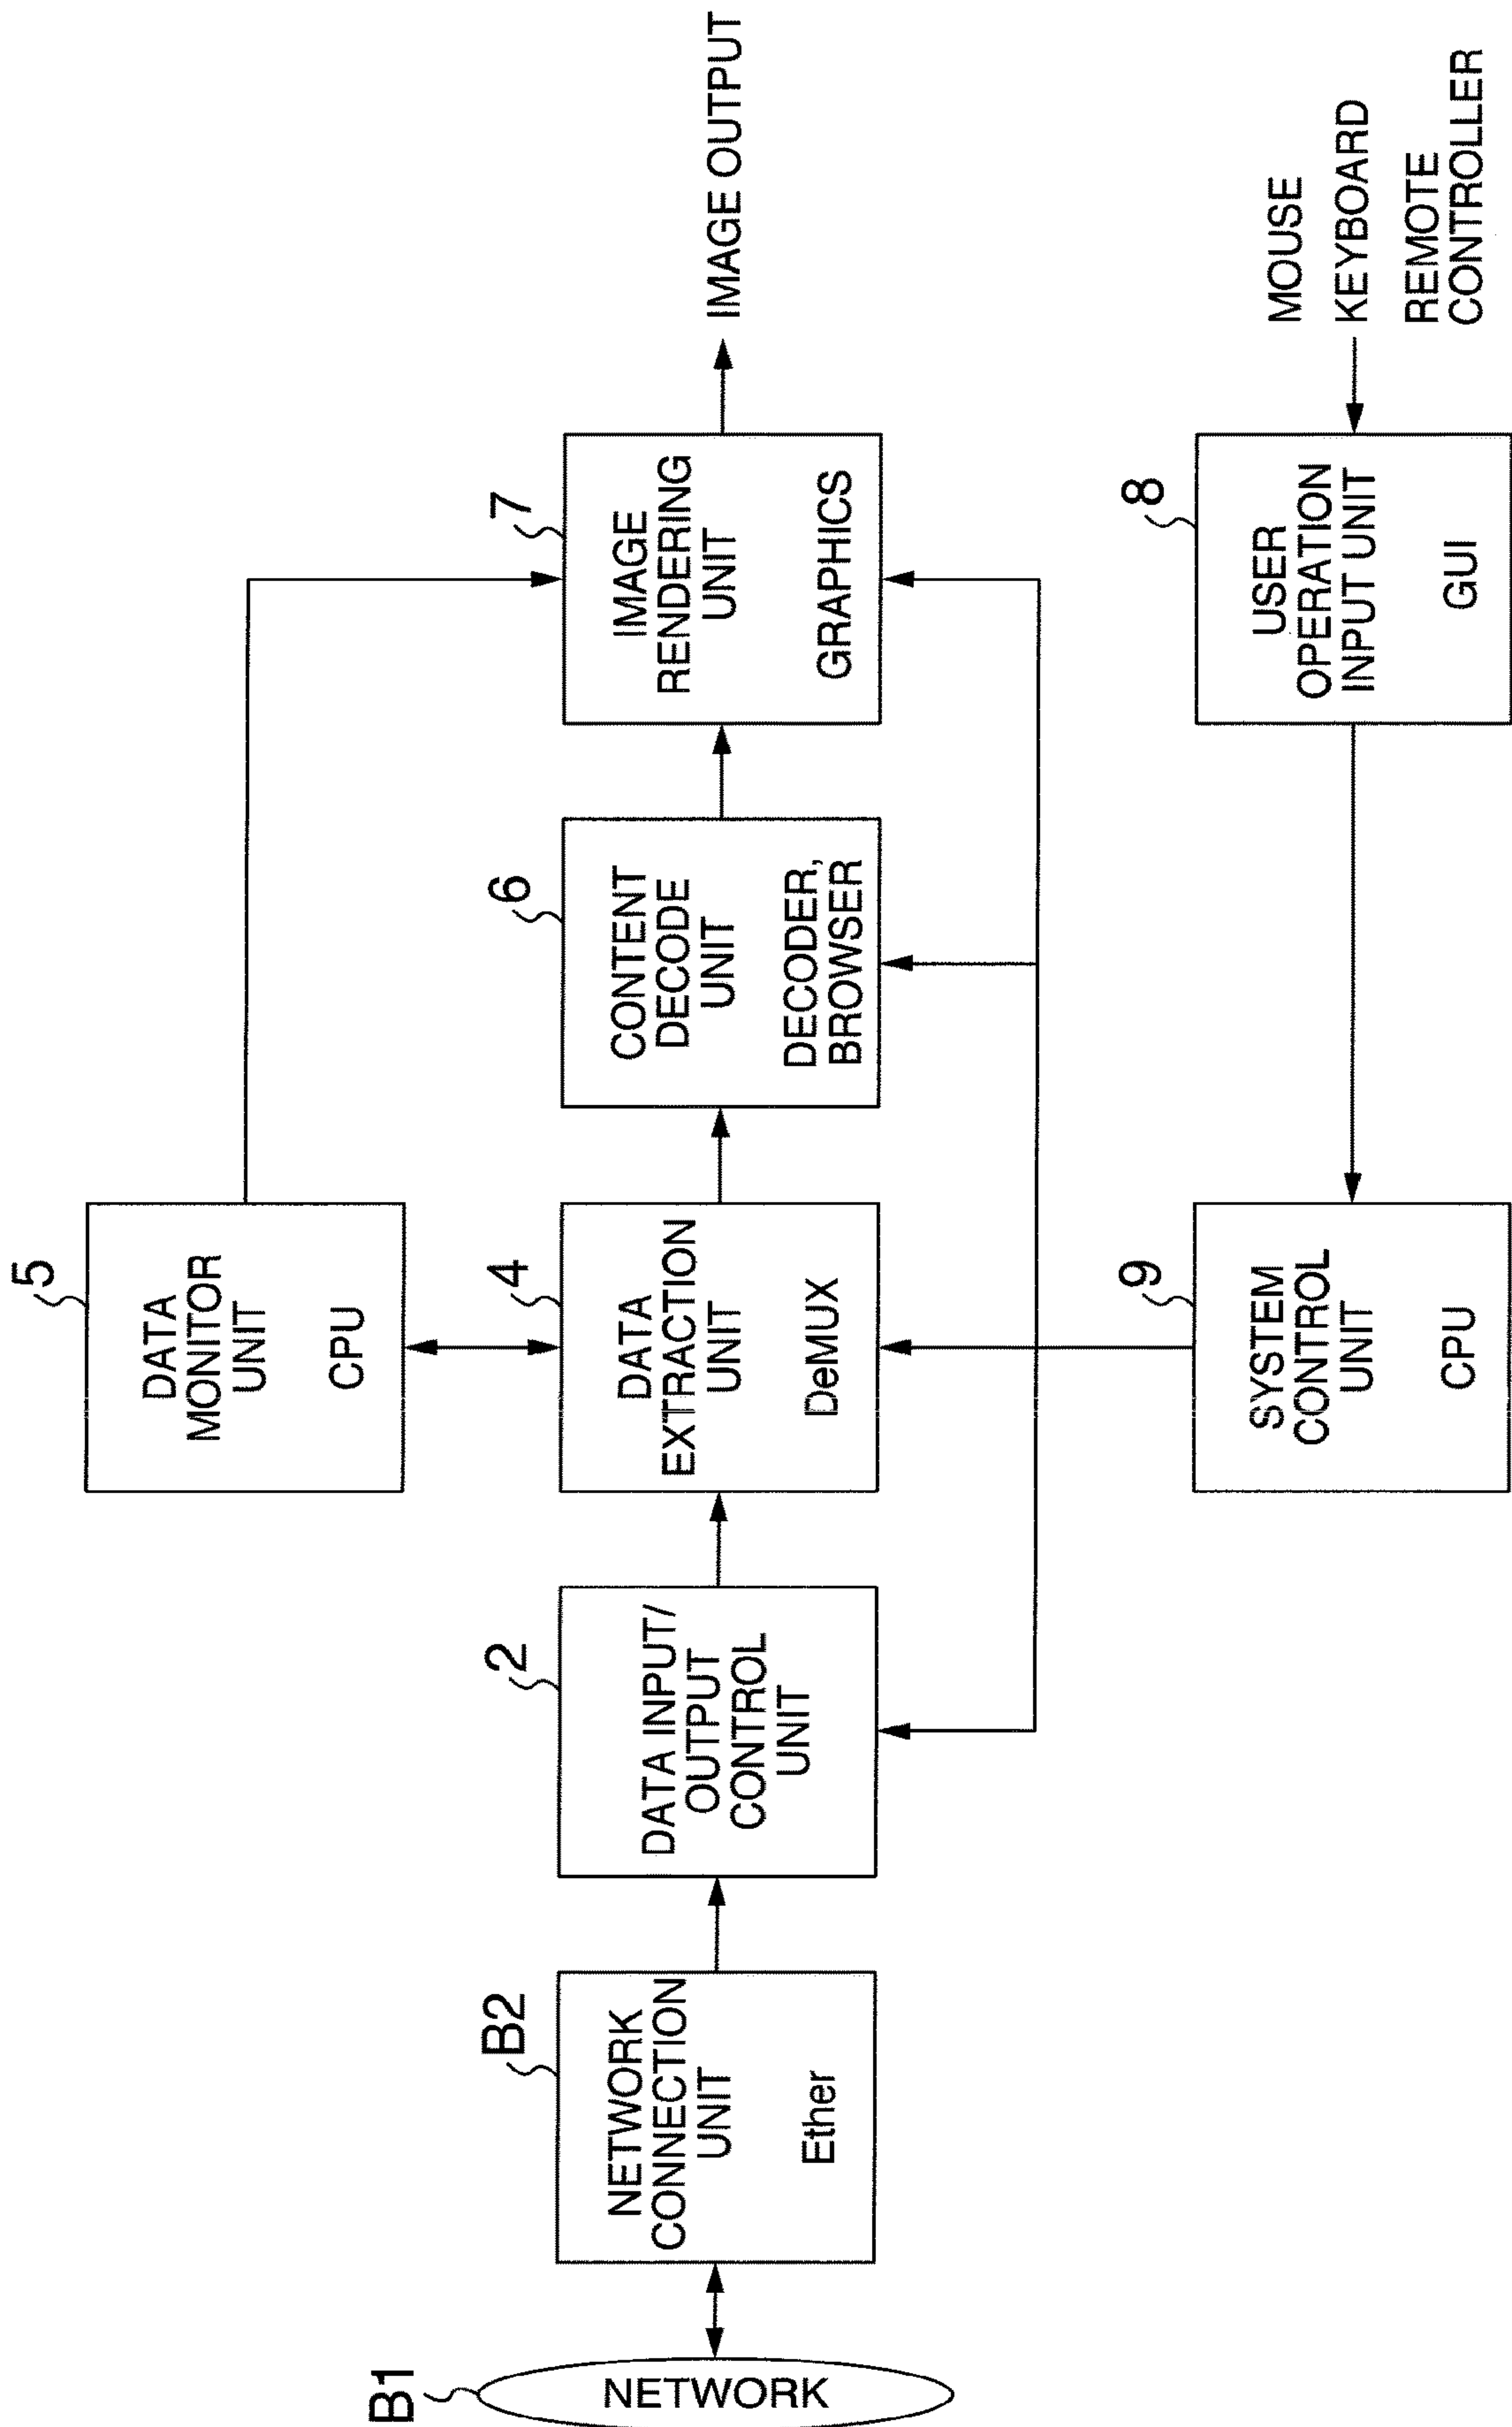 5
DATA
MONITOR
UNIT
CPU
B1
NETWORK
B2
NETWORK
CONNECTION
UNIT
Ether
2
DATA INPUT/
OUTPUT
CONTROL
UNIT
4
DATA
EXTRACTION
UNIT
DeMUX
6
CONTENT
DECODE
UNIT
DECODER,
BROWSER
7
IMAGE
RENDERING
UNIT
GRAPHICS
IMAGE OUTPUT
9
SYSTEM
CONTROL
UNIT
CPU
8
USER
OPERATION
INPUT UNIT
GUI
MOUSE
KEYBOARD
REMOTE
CONTROLLER